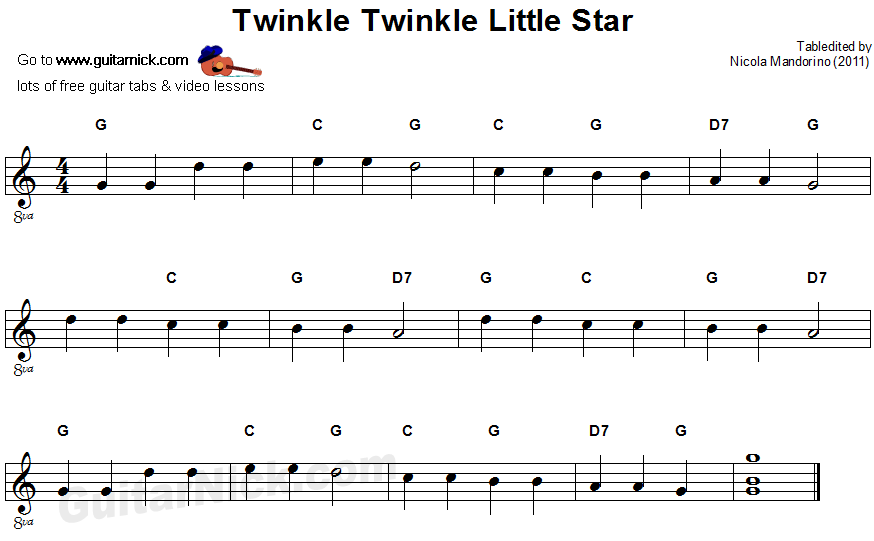 Twinkle Twinkle Little Star
Go to www.guitarnick.com
lots of free guitar tabs & video lessons
Tabledited by
Nicola Mandorino (2011)
G C G C G D7 G
4
4
8va
C G D7 G C G D7
8va
G C G C G D7 G
GuitarNick.com
8va